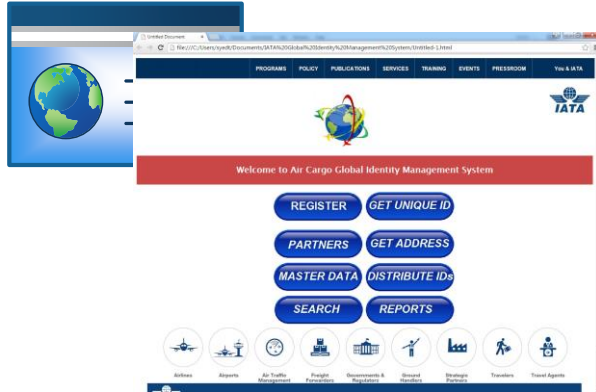 Untitled Document
file:///C:/Users/syedt/Documents/IATA%20Global%20Identity%20Management%20System/Untitled-1.html
PROGRAMS POLICY PUBLICATIONS SERVICES TRAINING EVENTS PRESSROOM You & IATA
IATA
Welcome to Air Cargo Global Identity Management System
REGISTER GET UNIQUE ID
PARTNERS GET ADDRESS
MASTER DATA DISTRIBUTE IDs
SEARCH REPORTS
Airlines Airports Air Traffic Management Freight Forwarders Governments & Regulators Ground Handlers Strategic Partners Travelers Travel Agents